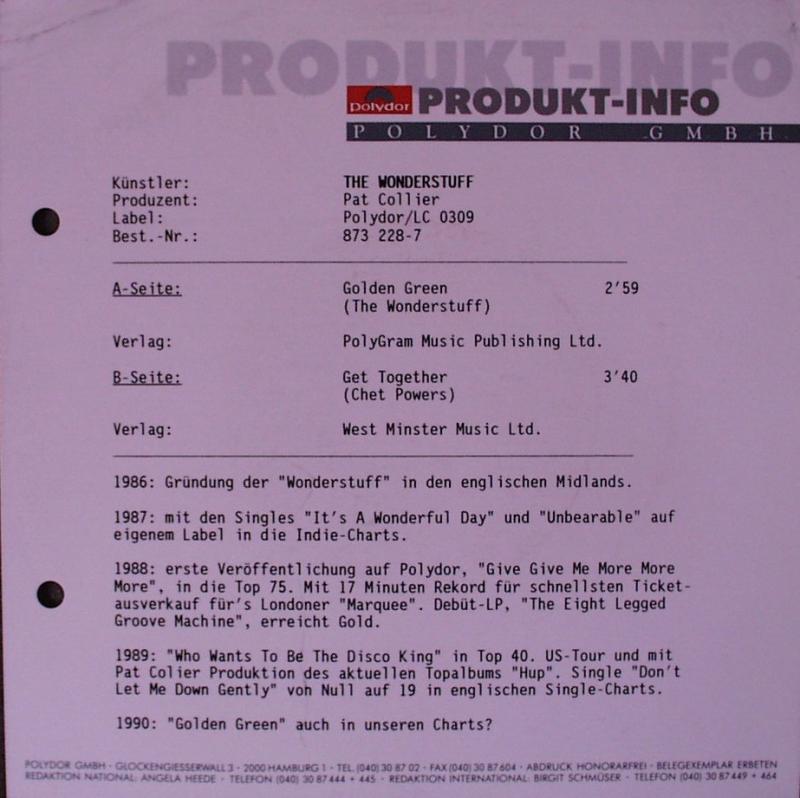 PRODUKT-INFO
polydor PRODUKT-INFO
POLYDOR GMBH
Künstler: THE WONDERSTUFF
Produzent: Pat Collier
Label: Polydor/LC 0309
Best.-Nr.: 873 228-7
A-Seite: Golden Green 2'59
(The Wonderstuff)
Verlag: PolyGram Music Publishing Ltd.
B-Seite: Get Together 3'40
(Chet Powers)
Verlag: West Minster Music Ltd.
1986: Gründung der "Wonderstuff" in den englischen Midlands.
1987: mit den Singles "It's A Wonderful Day" und "Unbearable" auf
eigenem Label in die Indie-Charts.
1988: erste Veröffentlichung auf Polydor, "Give Give Me More More
More", in die Top 75. Mit 17 Minuten Rekord für schnellsten Ticket-
ausverkauf für's Londoner "Marquee". Debüt-LP, "The Eight Legged
Groove Machine", erreicht Gold.
1989: "Who Wants To Be The Disco King" in Top 40. US-Tour und mit
Pat Colier Produktion des aktuellen Topalbums "Hup". Single "Don't
Let Me Down Gently" von Null auf 19 in englischen Single-Charts.
1990: "Golden Green" auch in unseren Charts?
POLYDOR GMBH · GLOCKENGIESSERWALL 3 · 2000 HAMBURG 1 · TEL. (040) 30 87 02 · FAX (040) 30 87 604 · ABDRUCK HONORARFREI · BELEGEXEMPLAR ERBETEN
REDAKTION NATIONAL: ANGELA HEEDE · TELEFON (040) 30 87 444 + 445 · REDAKTION INTERNATIONAL: BIRGIT SCHMÜSER · TELEFON (040) 30 87 449 + 464